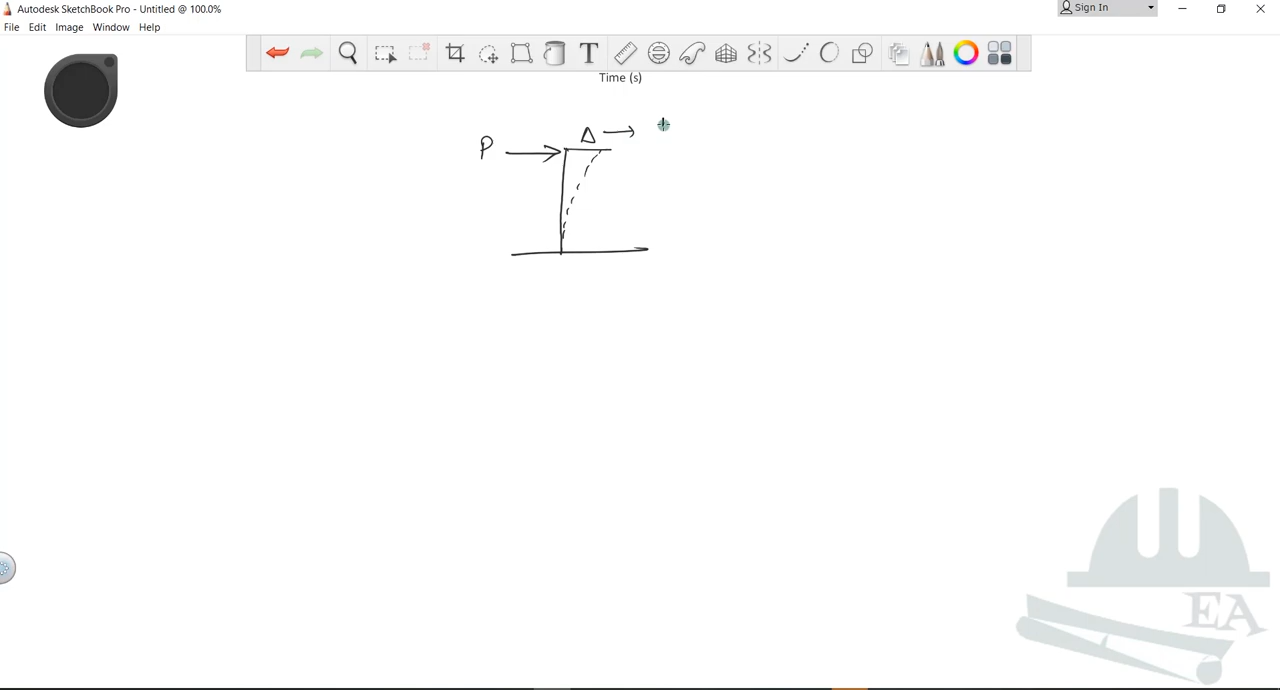 Autodesk SketchBook Pro - Untitled @ 100.0%
Sign In
File Edit Image Window Help
T
Time (s)
Δ →
P
EA